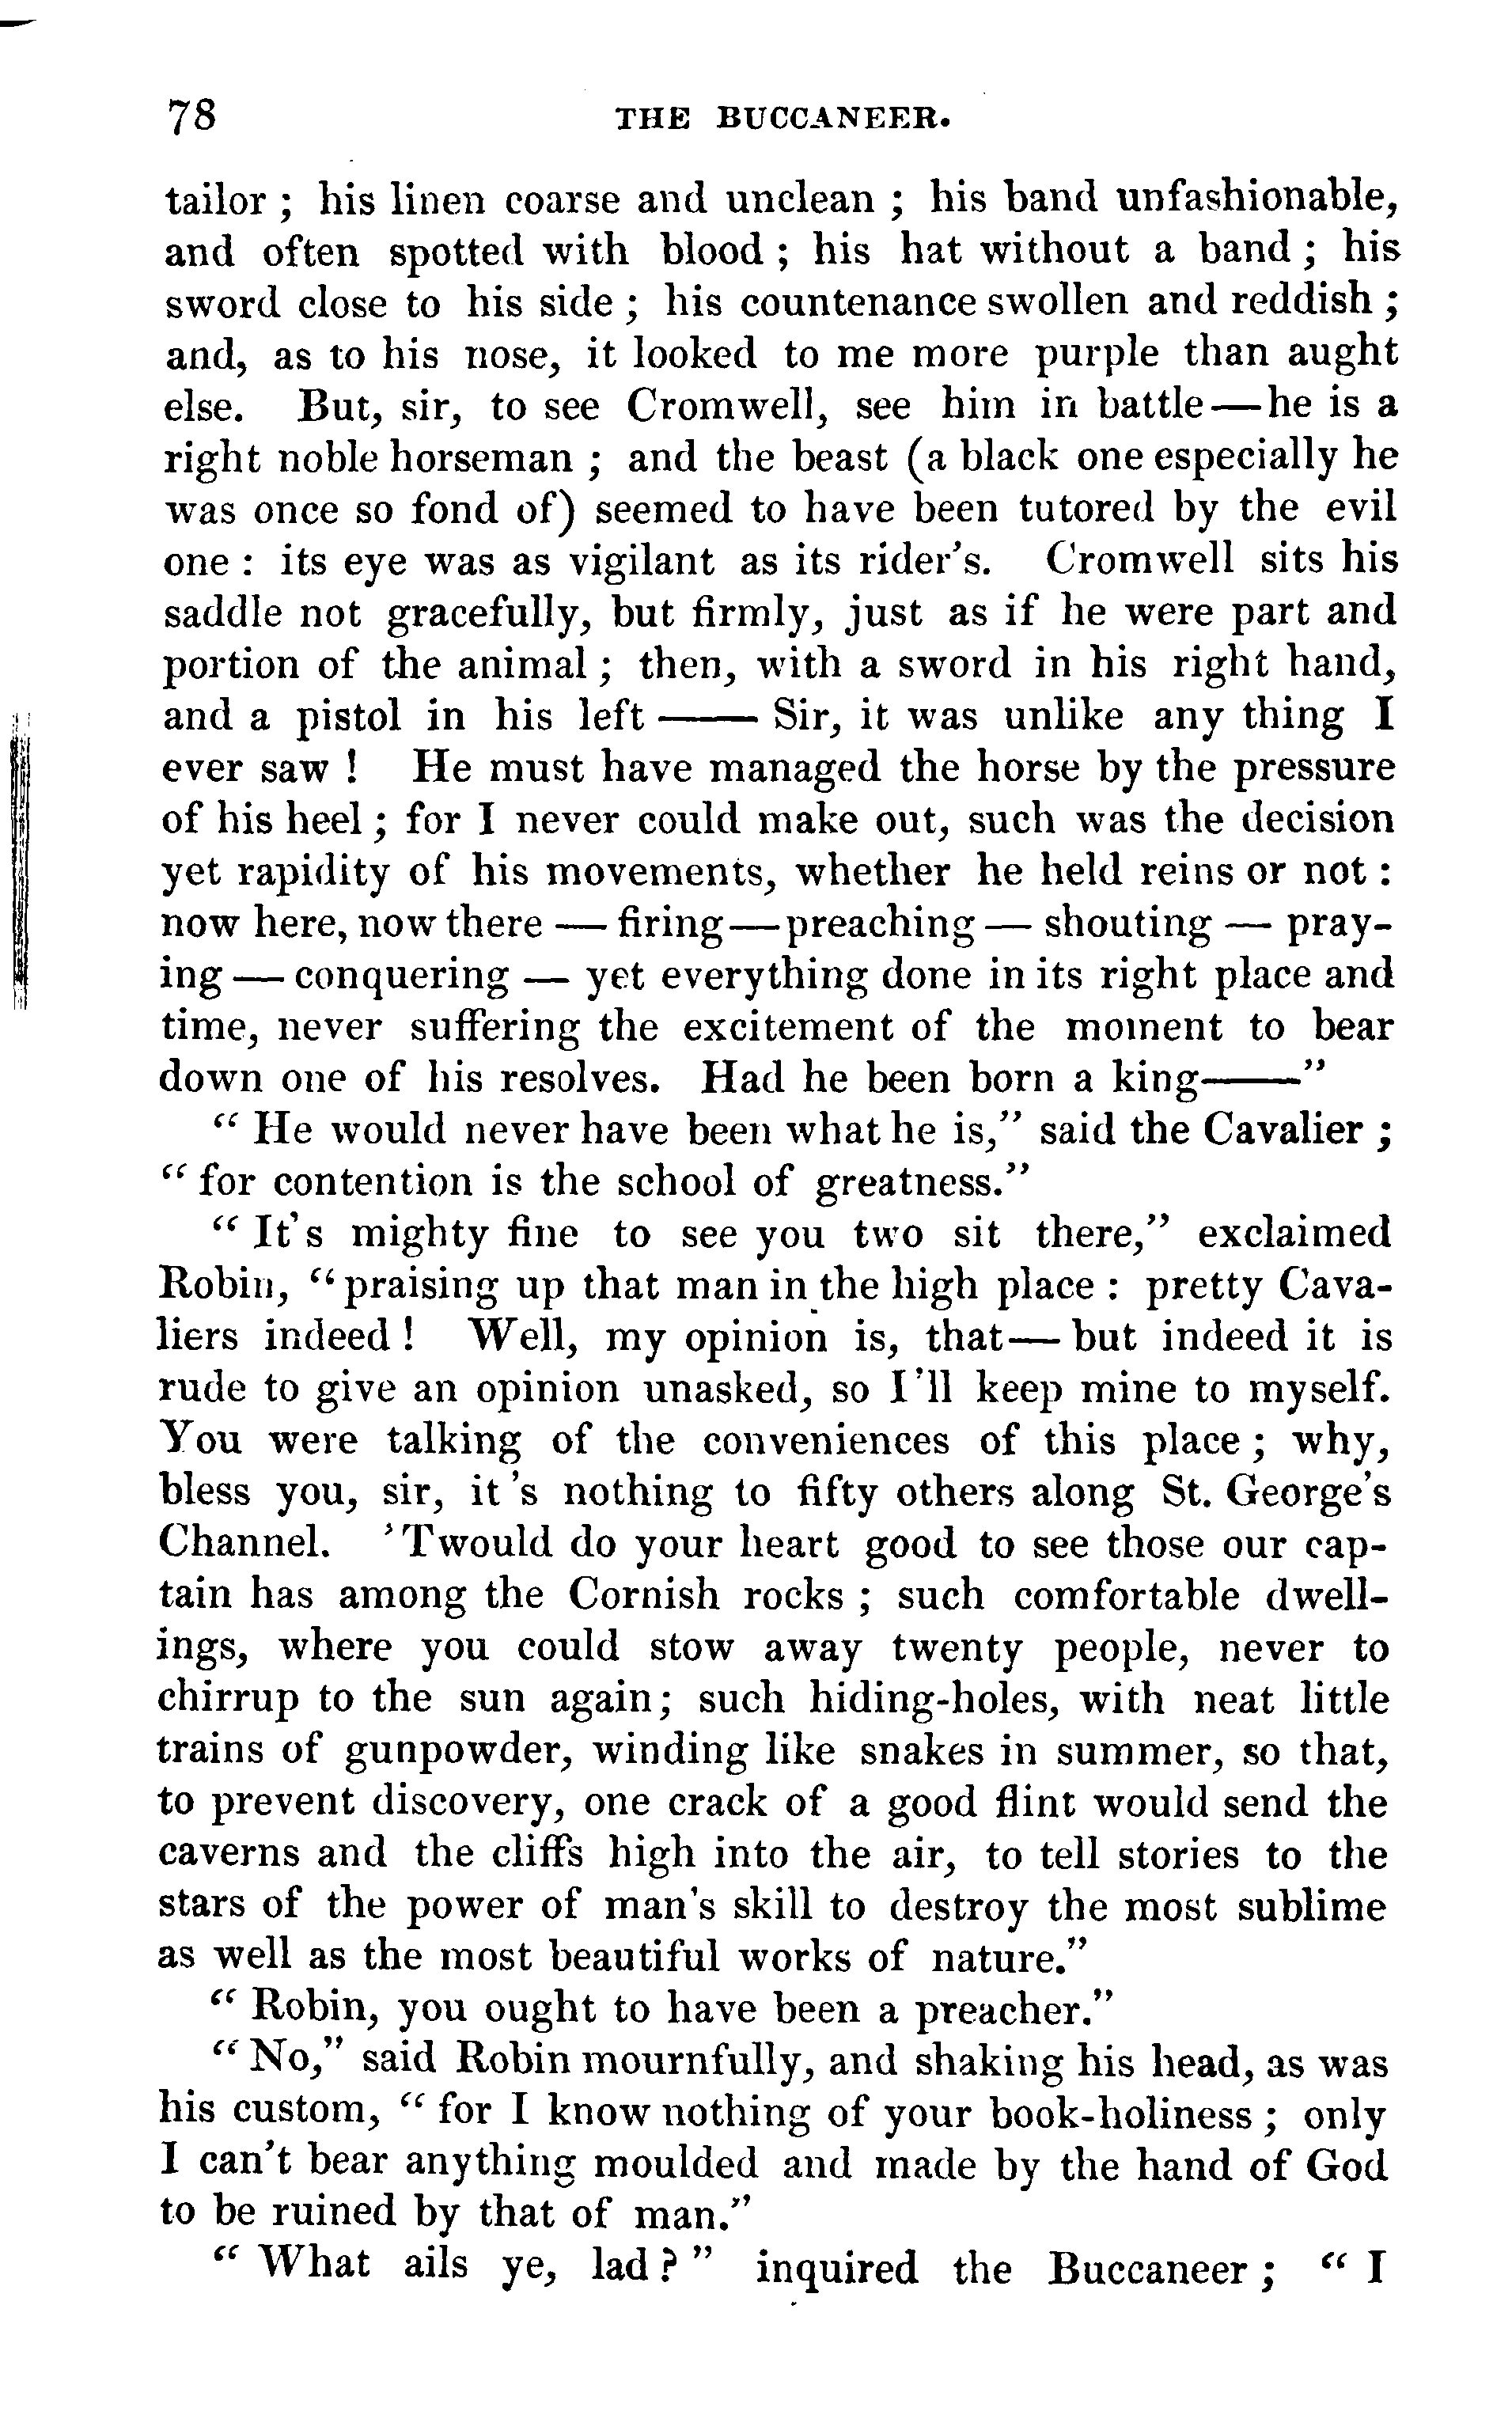 78 THE BUCCANEER.
tailor ; his linen coarse and unclean ; his band unfashionable,
and often spotted with blood ; his hat without a band ; his
sword close to his side ; his countenance swollen and reddish ;
and, as to his nose, it looked to me more purple than aught
else. But, sir, to see Cromwell, see him in battle — he is a
right noble horseman ; and the beast (a black one especially he
was once so fond of) seemed to have been tutored by the evil
one : its eye was as vigilant as its rider's. Cromwell sits his
saddle not gracefully, but firmly, just as if he were part and
portion of the animal ; then, with a sword in his right hand,
and a pistol in his left —— Sir, it was unlike any thing I
ever saw ! He must have managed the horse by the pressure
of his heel ; for I never could make out, such was the decision
yet rapidity of his movements, whether he held reins or not :
now here, now there — firing—preaching — shouting — pray-
ing — conquering — yet everything done in its right place and
time, never suffering the excitement of the moment to bear
down one of his resolves. Had he been born a king——"
" He would never have been what he is," said the Cavalier ;
" for contention is the school of greatness."
" It's mighty fine to see you two sit there," exclaimed
Robin, " praising up that man in the high place : pretty Cava-
liers indeed ! Well, my opinion is, that— but indeed it is
rude to give an opinion unasked, so I'll keep mine to myself.
You were talking of the conveniences of this place ; why,
bless you, sir, it's nothing to fifty others along St. George's
Channel. 'Twould do your heart good to see those our cap-
tain has among the Cornish rocks ; such comfortable dwell-
ings, where you could stow away twenty people, never to
chirrup to the sun again ; such hiding-holes, with neat little
trains of gunpowder, winding like snakes in summer, so that,
to prevent discovery, one crack of a good flint would send the
caverns and the cliffs high into the air, to tell stories to the
stars of the power of man's skill to destroy the most sublime
as well as the most beautiful works of nature."
" Robin, you ought to have been a preacher."
" No," said Robin mournfully, and shaking his head, as was
his custom, " for I know nothing of your book-holiness ; only
I can't bear anything moulded and made by the hand of God
to be ruined by that of man."
" What ails ye, lad ? " inquired the Buccaneer ; " I